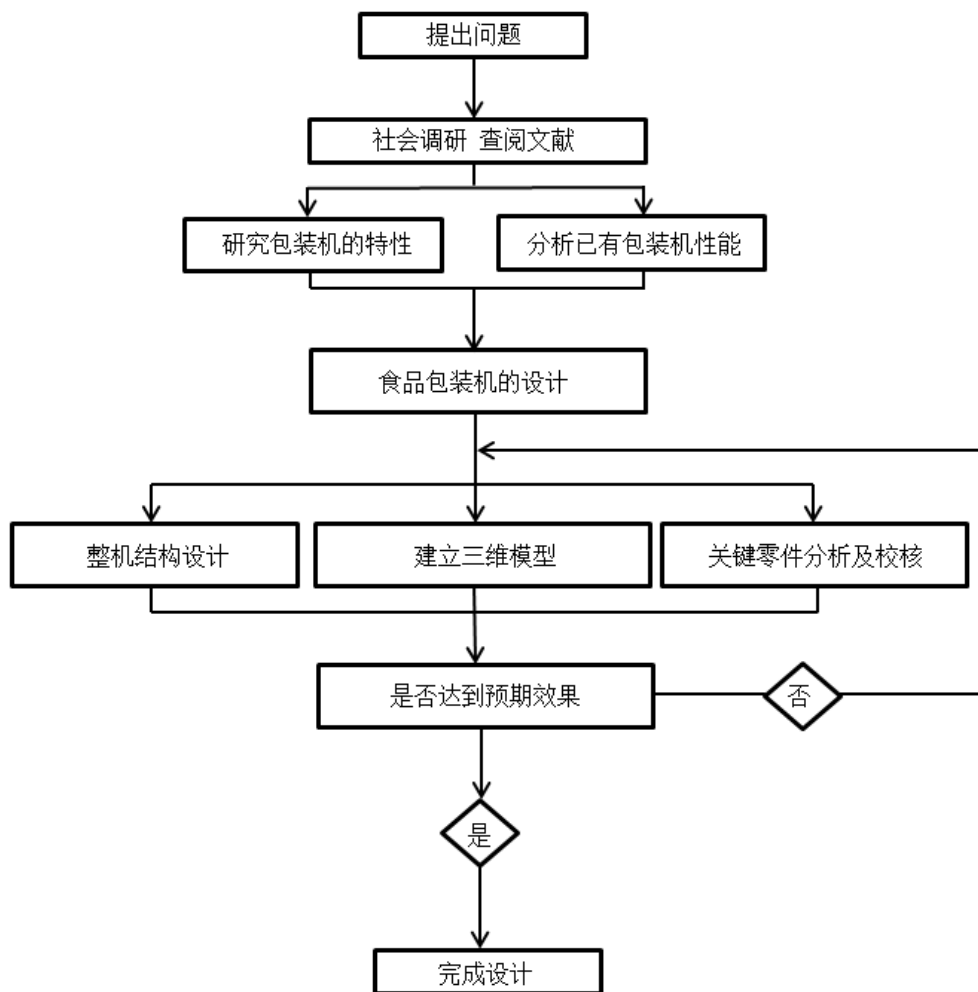 提出问题
社会调研 查阅文献
研究包装机的特性
分析已有包装机性能
食品包装机的设计
整机结构设计
建立三维模型
关键零件分析及校核
是否达到预期效果
否
是
完成设计